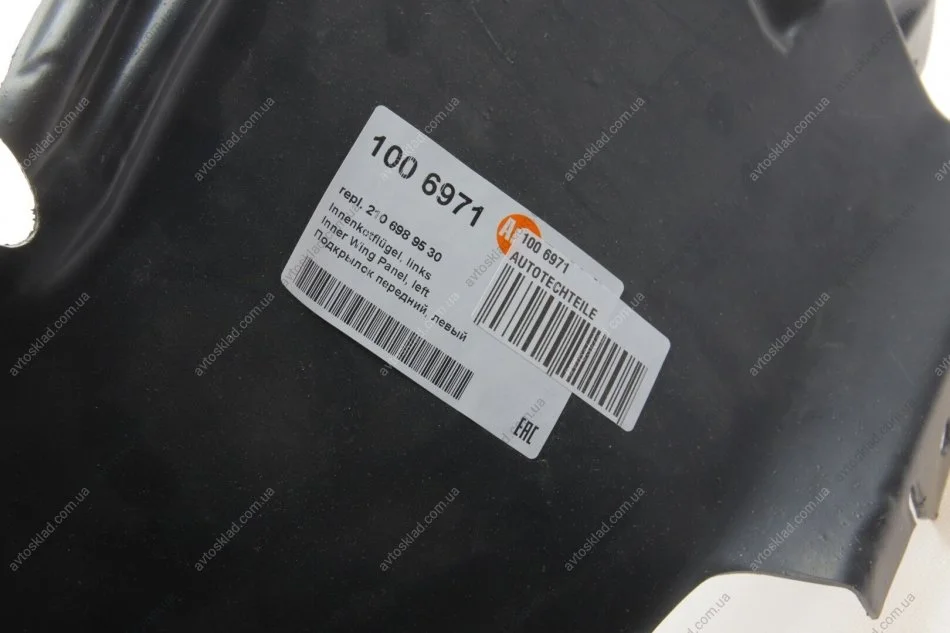 100 6971
repl. 210 698 95 30
Innenkotflügel, links
Inner Wing Panel, left
подкрылок передний, левый
EAC
100 6971
AUTOTECHTEILE
avtosklad.com.ua